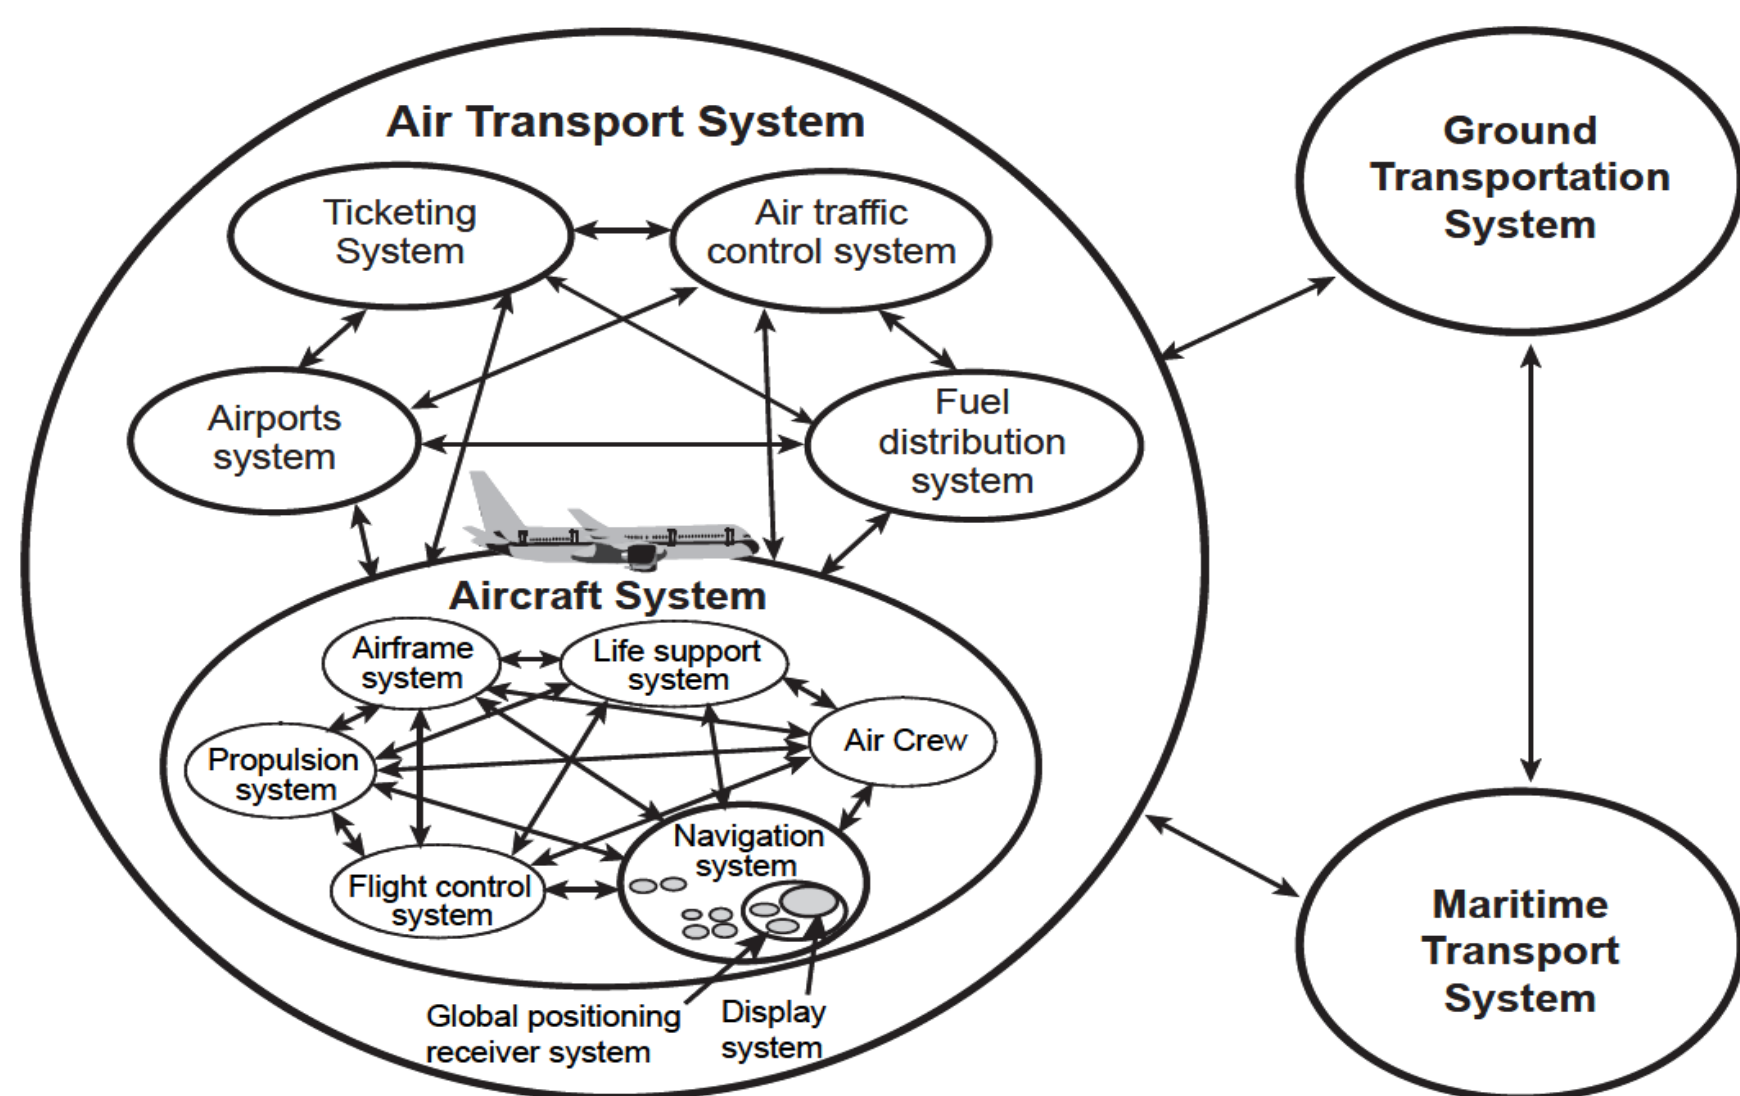 Air Transport System
Ground
Transportation
System
Ticketing
System
Air traffic
control system
Airports
system
Fuel
distribution
system
Aircraft System
Airframe
system
Life support
system
Propulsion
system
Air Crew
Flight control
system
Navigation
system
Global positioning
receiver system
Display
system
Maritime
Transport
System